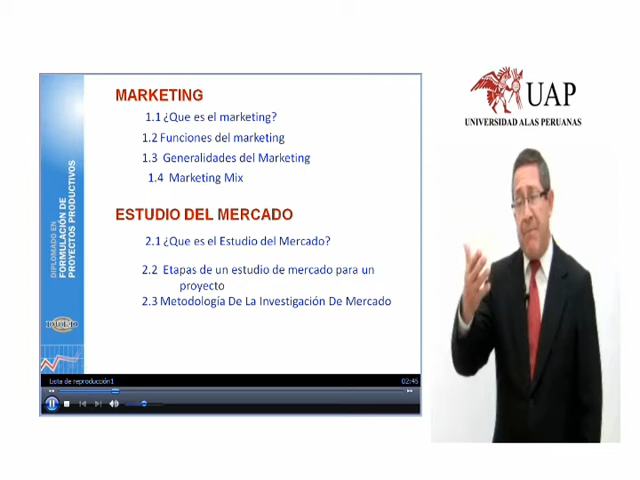 MARKETING
1.1 ¿Que es el marketing?
1.2 Funciones del marketing
1.3 Generalidades del Marketing
1.4 Marketing Mix
ESTUDIO DEL MERCADO
2.1 ¿Que es el Estudio del Mercado?
2.2 Etapas de un estudio de mercado para un
proyecto
2.3 Metodología De La Investigación De Mercado
DIPLOMADO EN
FORMULACIÓN DE
PROYECTOS PRODUCTIVOS
DUED
Lista de reproducción1
02:45
UAP
UNIVERSIDAD ALAS PERUANAS